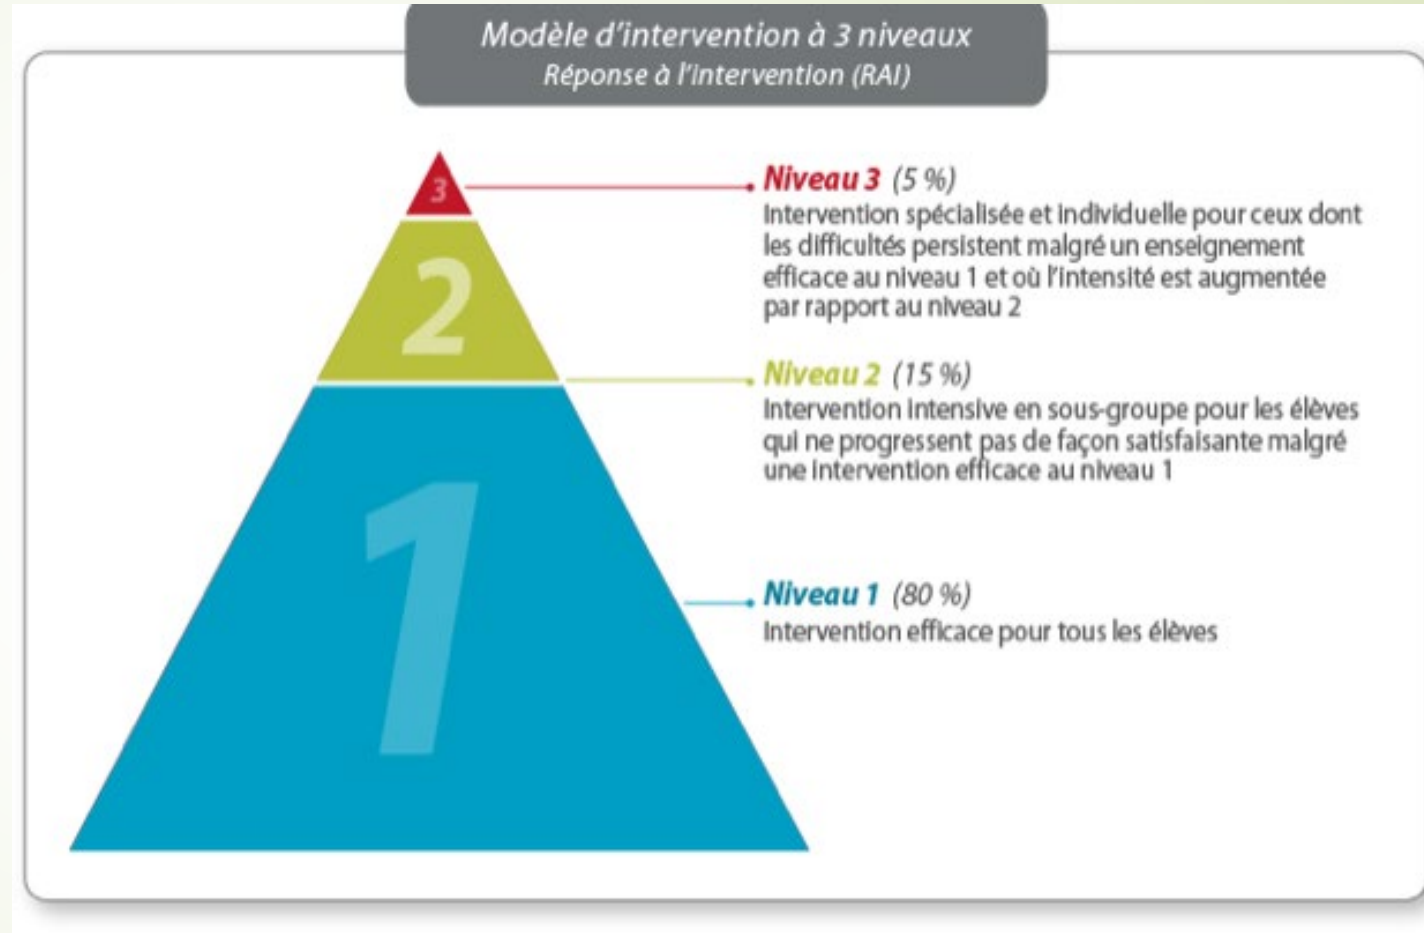 Modèle d'intervention à 3 niveaux
Réponse à l'intervention (RAI)
3
Niveau 3 (5 %)
Intervention spécialisée et individuelle pour ceux dont
les difficultés persistent malgré un enseignement
efficace au niveau 1 et où l'intensité est augmentée
par rapport au niveau 2
2
Niveau 2 (15 %)
Intervention intensive en sous-groupe pour les élèves
qui ne progressent pas de façon satisfaisante malgré
une intervention efficace au niveau 1
1
Niveau 1 (80 %)
Intervention efficace pour tous les élèves